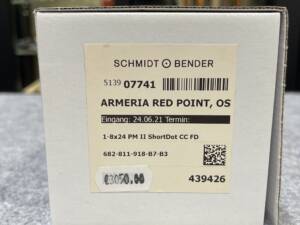 SCHMIDT BENDER
5139 07741
ARMERIA RED POINT, OS
Eingang: 24.06.21 Termin:
1-8x24 PM II ShortDot CC FD
682-811-918-B7-B3
€3050.00
439426